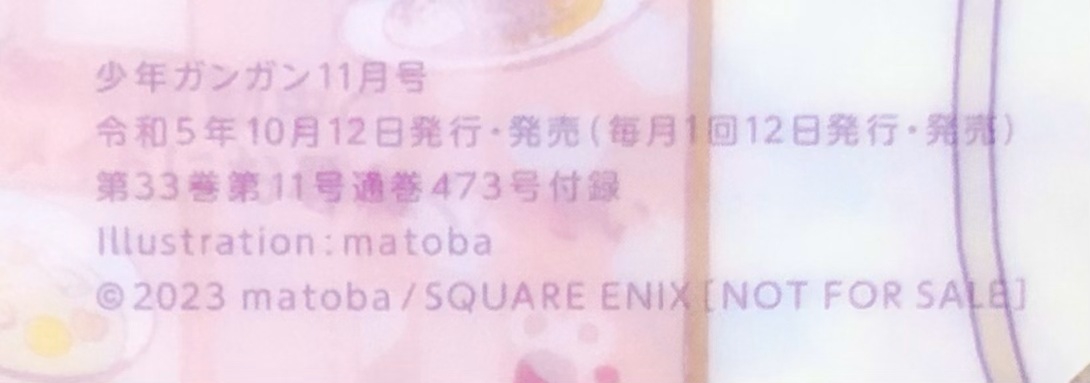 少年ガンガン11月号
令和5年10月12日発行・発売(毎月1回12日発行・発売)
第33巻第11号通巻473号付録
Illustration:matoba
©2023 matoba/SQUARE ENIX[NOT FOR SALE]